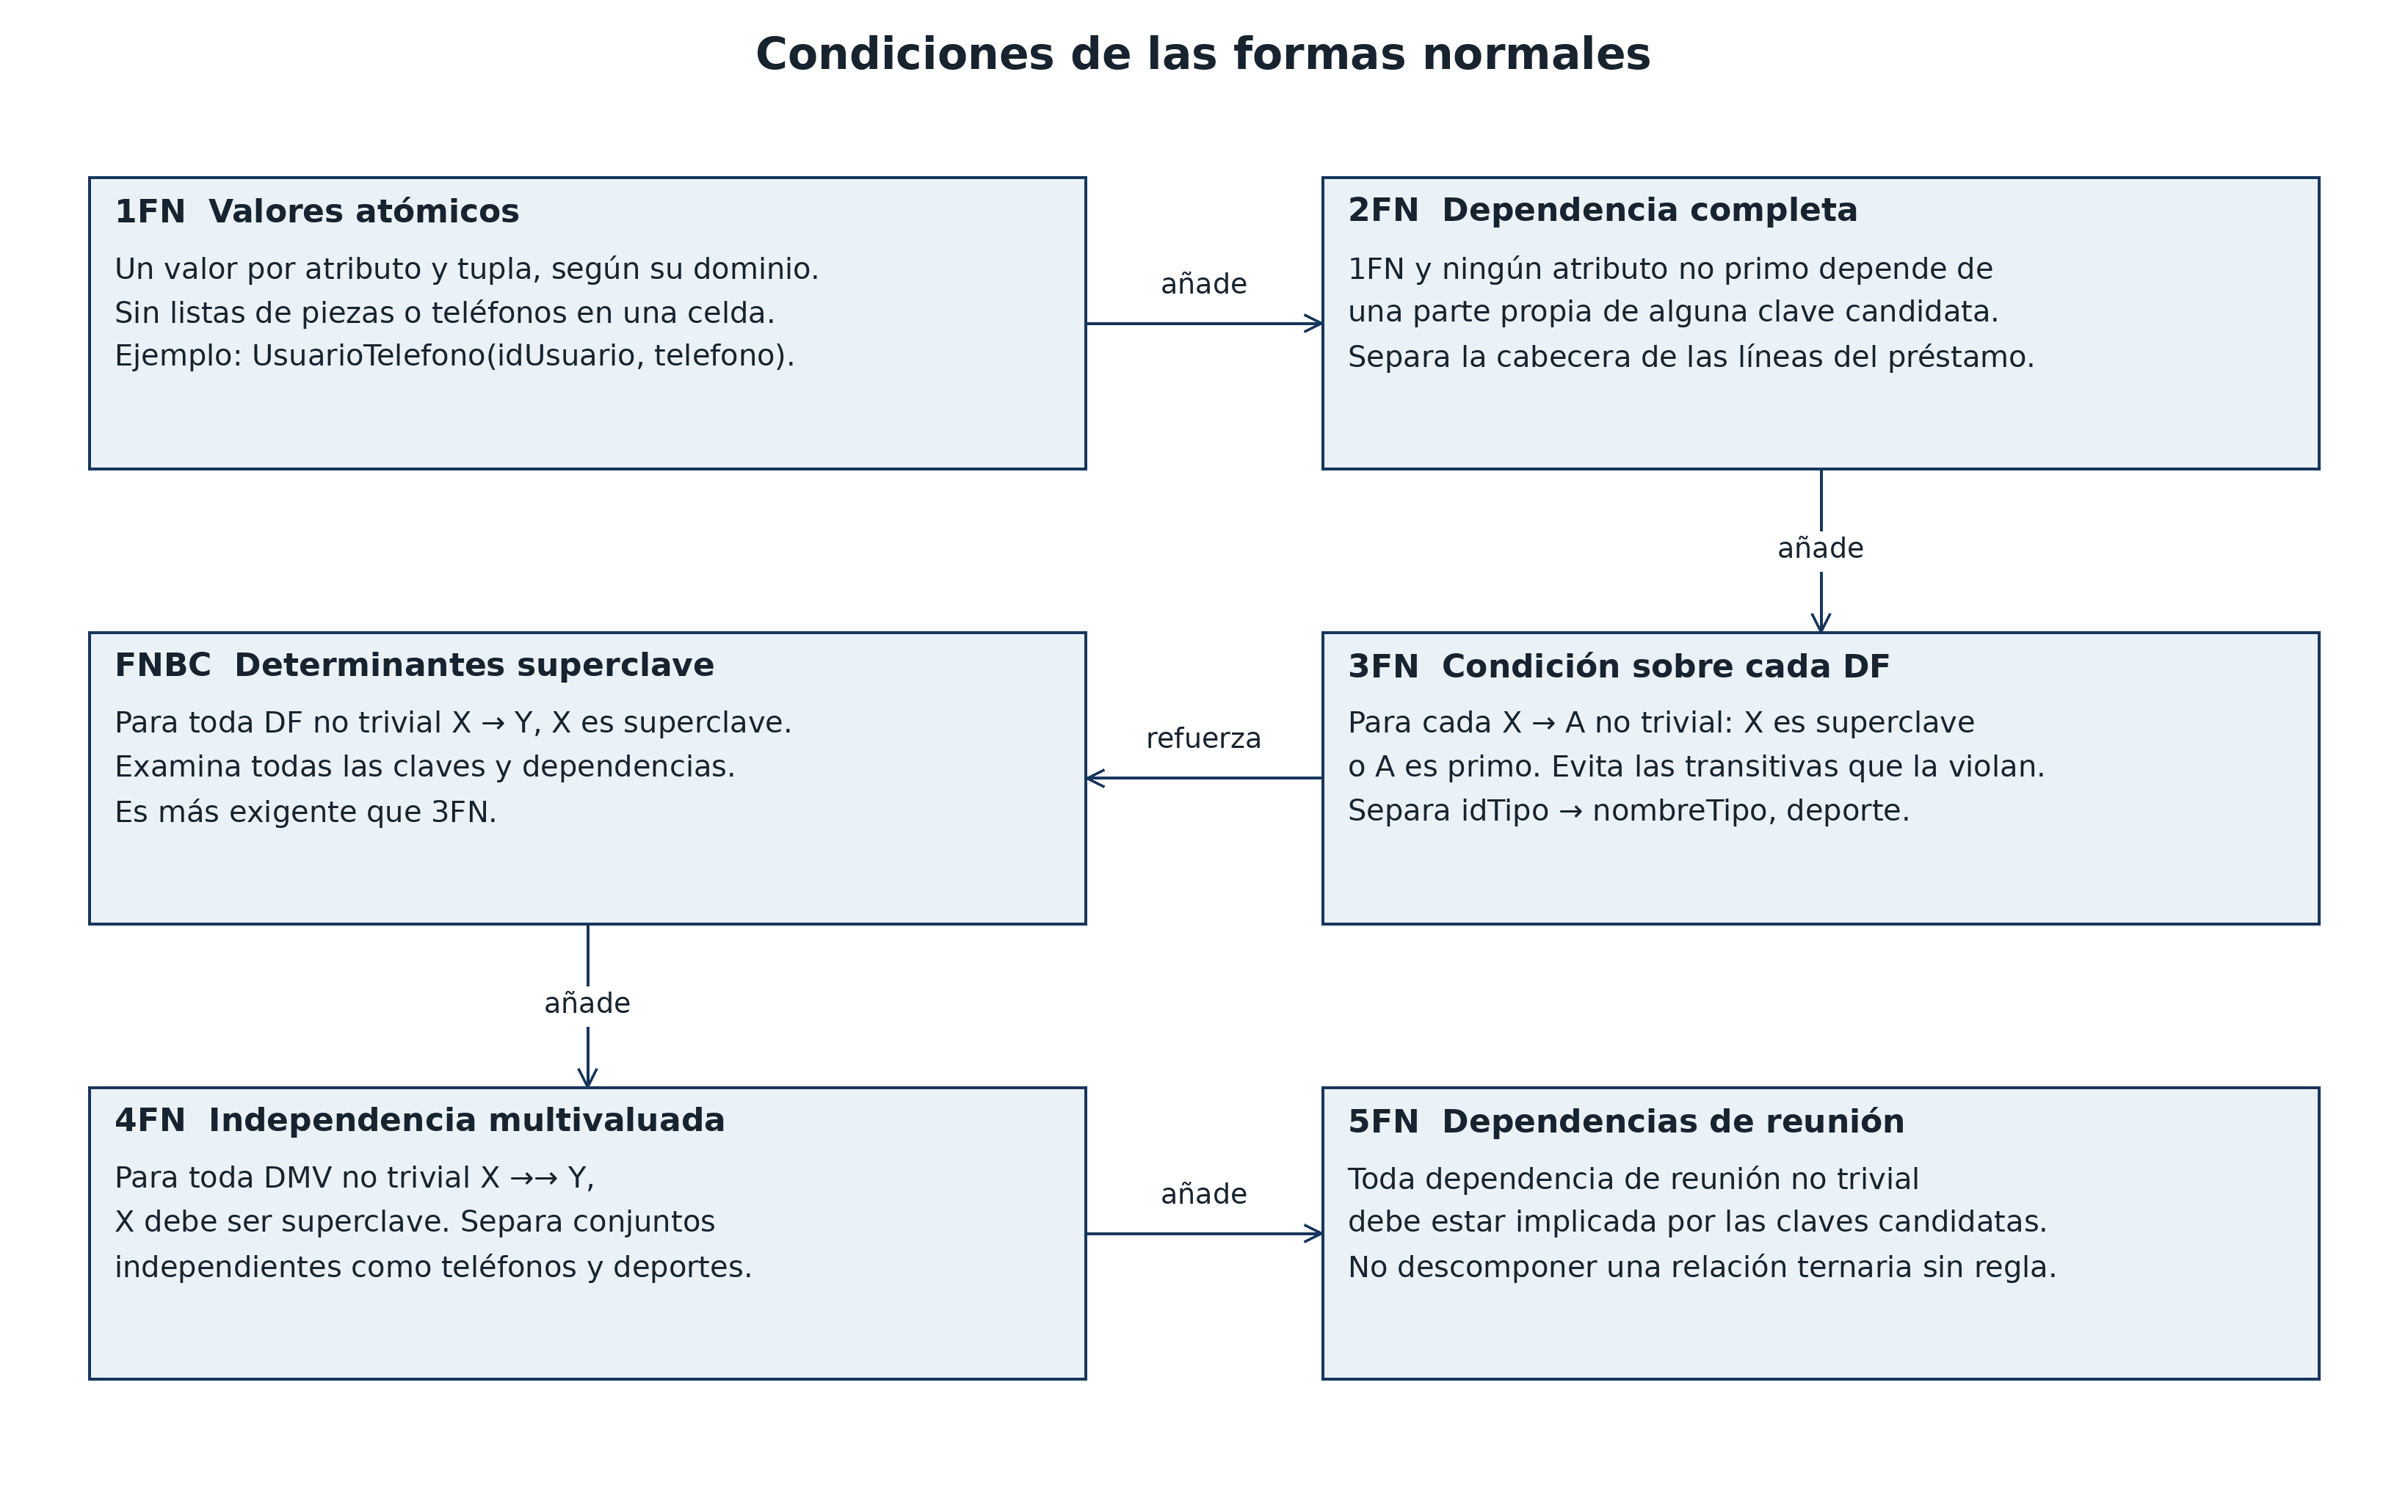 Condiciones de las formas normales
1FN  Valores atómicos
Un valor por atributo y tupla, según su dominio.
Sin listas de piezas o teléfonos en una celda.
Ejemplo: UsuarioTelefono(idUsuario, telefono).
añade
2FN  Dependencia completa
1FN y ningún atributo no primo depende de
una parte propia de alguna clave candidata.
Separa la cabecera de las líneas del préstamo.
añade
3FN  Condición sobre cada DF
Para cada X → A no trivial: X es superclave
o A es primo. Evita las transitivas que la violan.
Separa idTipo → nombreTipo, deporte.
refuerza
FNBC  Determinantes superclave
Para toda DF no trivial X → Y, X es superclave.
Examina todas las claves y dependencias.
Es más exigente que 3FN.
añade
4FN  Independencia multivaluada
Para toda DMV no trivial X →→ Y,
X debe ser superclave. Separa conjuntos
independientes como teléfonos y deportes.
añade
5FN  Dependencias de reunión
Toda dependencia de reunión no trivial
debe estar implicada por las claves candidatas.
No descomponer una relación ternaria sin regla.